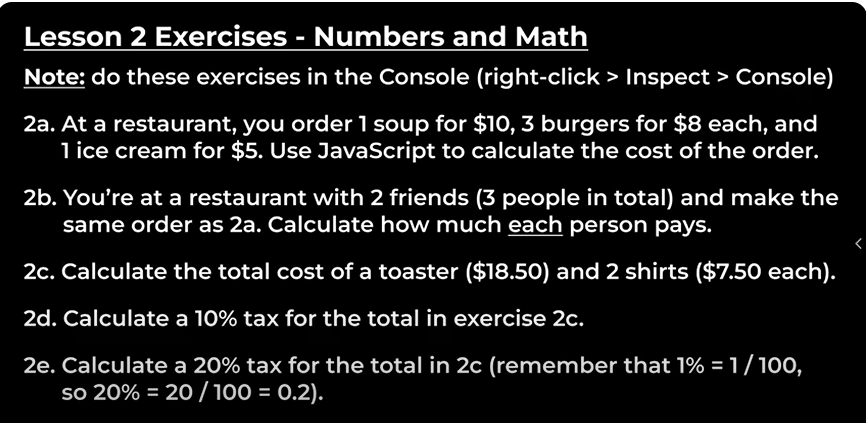 Lesson 2 Exercises - Numbers and Math
Note: do these exercises in the Console (right-click > Inspect > Console)
2a. At a restaurant, you order 1 soup for $10, 3 burgers for $8 each, and
1 ice cream for $5. Use JavaScript to calculate the cost of the order.
2b. You’re at a restaurant with 2 friends (3 people in total) and make the
same order as 2a. Calculate how much each person pays.
2c. Calculate the total cost of a toaster ($18.50) and 2 shirts ($7.50 each).
2d. Calculate a 10% tax for the total in exercise 2c.
2e. Calculate a 20% tax for the total in 2c (remember that 1% = 1 / 100,
so 20% = 20 / 100 = 0.2).